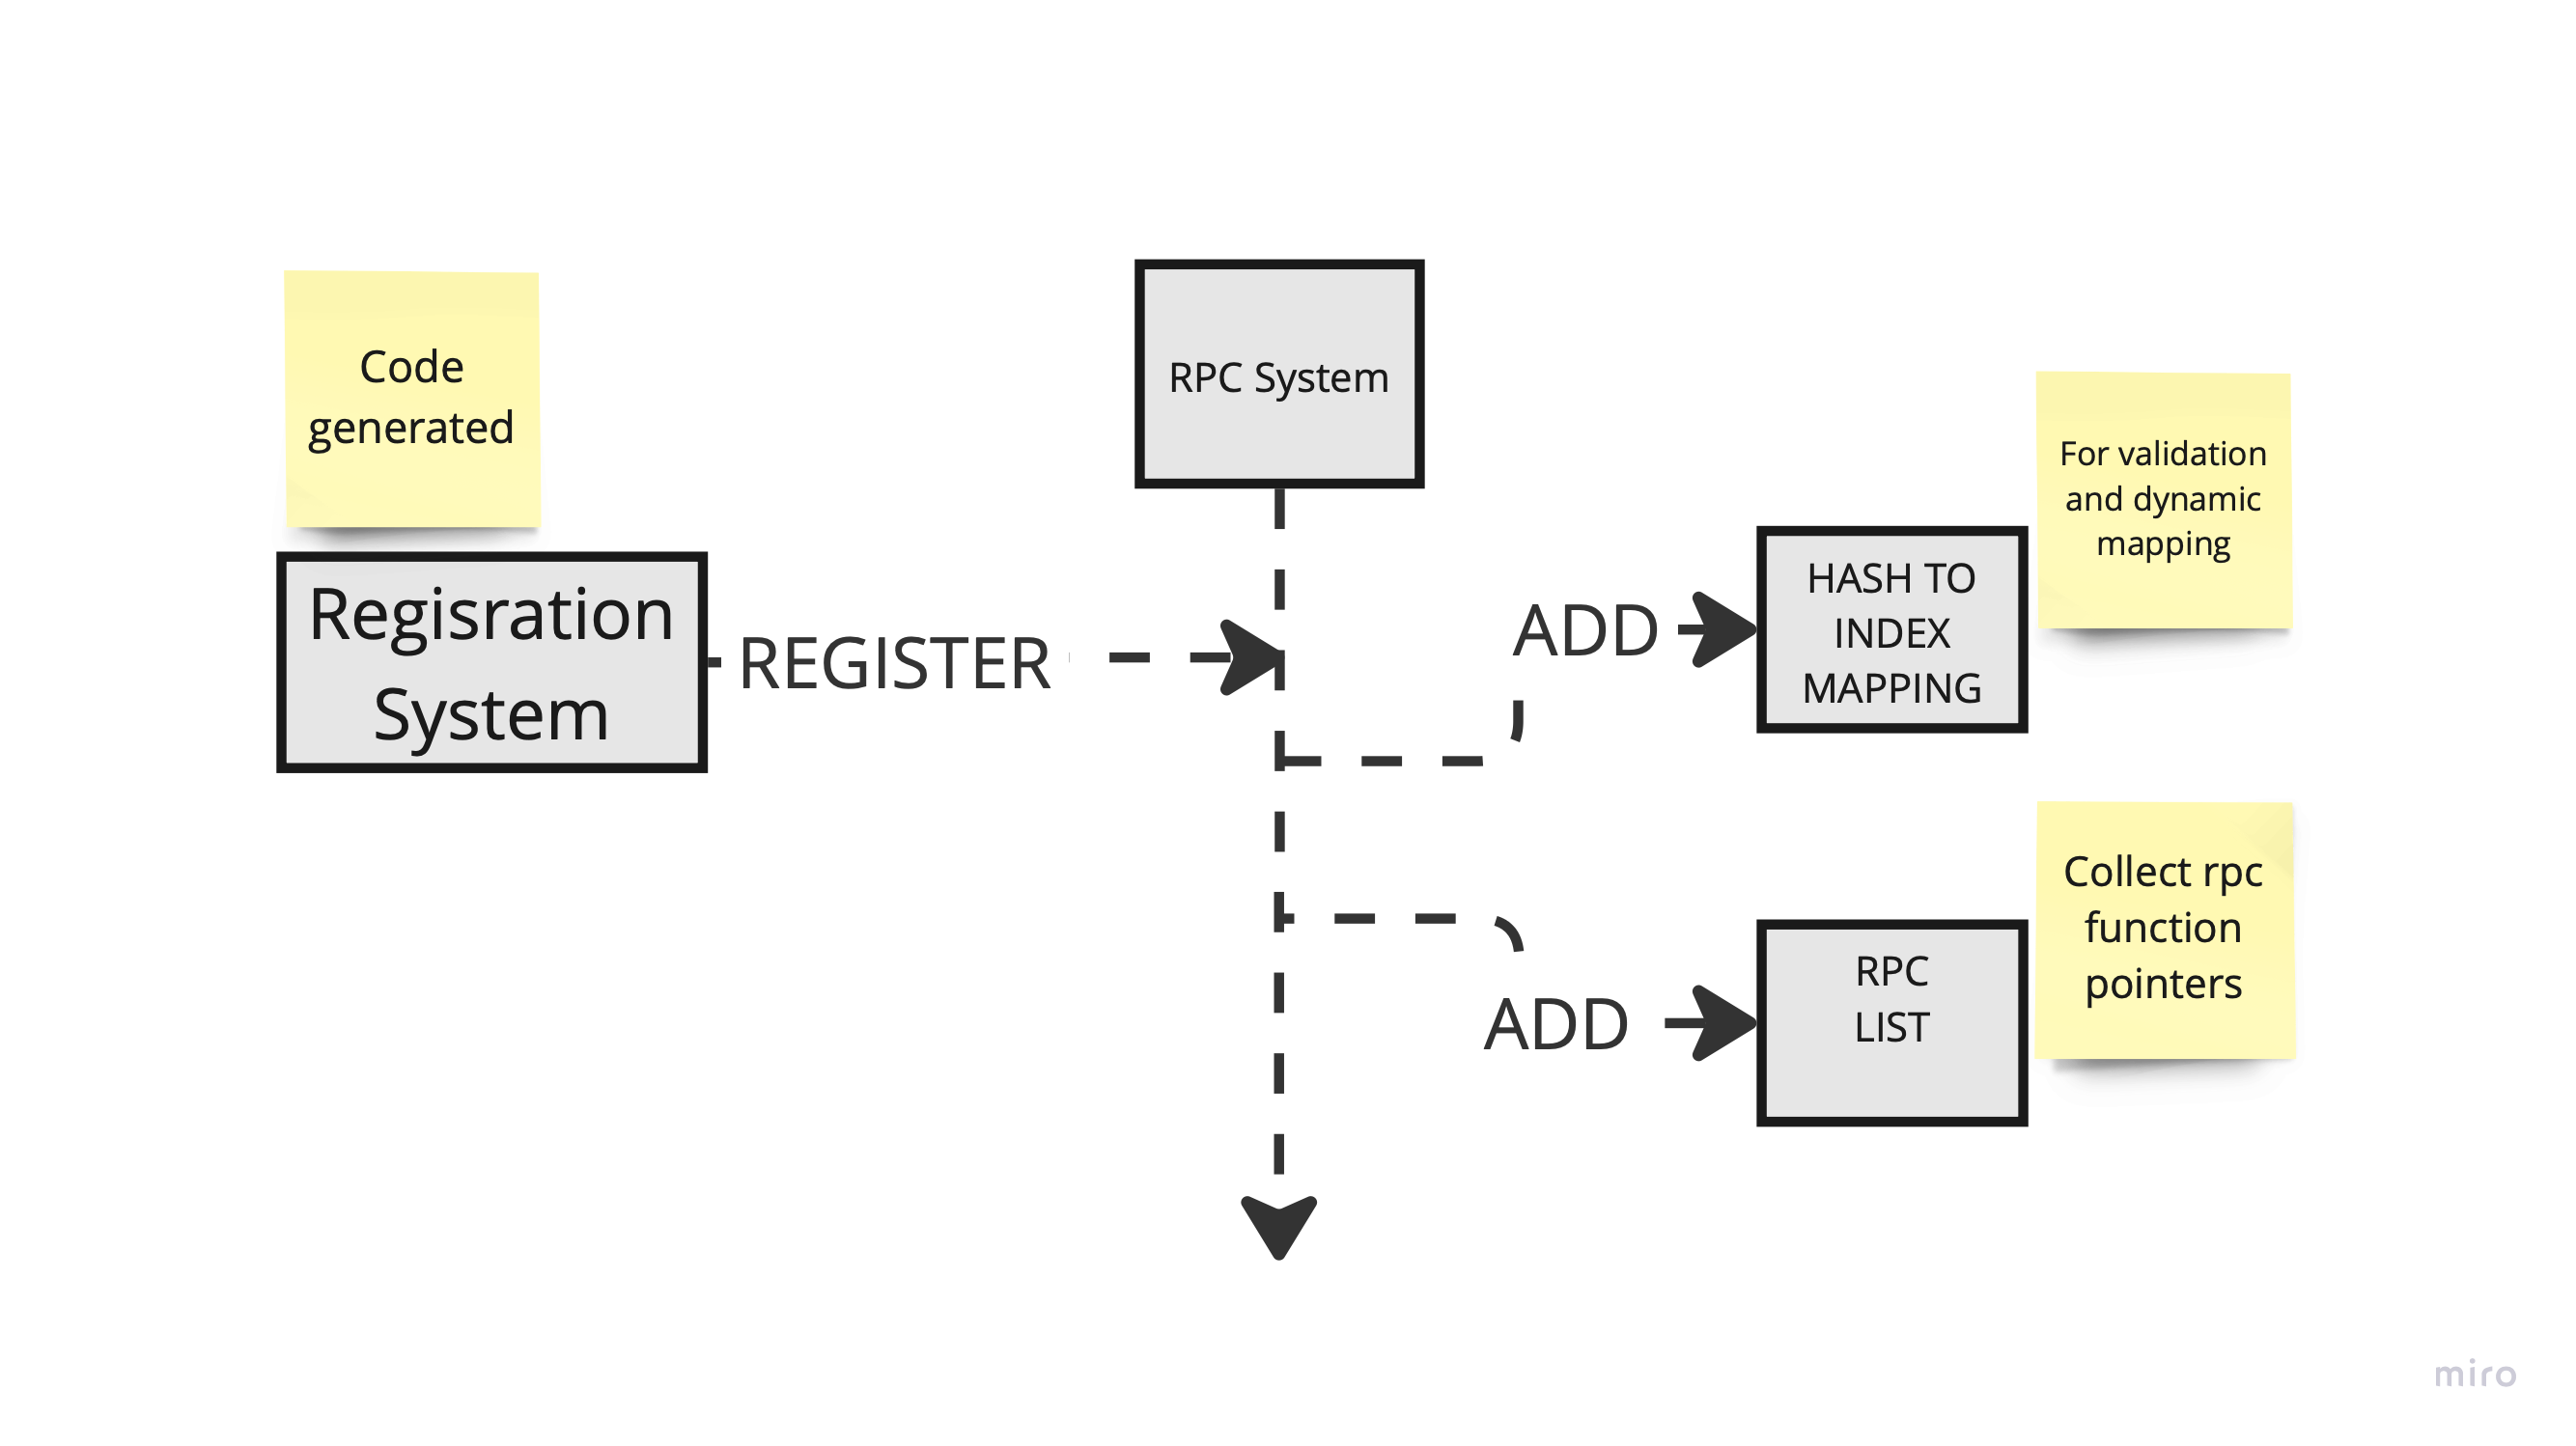 Code
generated
Regisration
System
REGISTER
RPC System
ADD
HASH TO
INDEX
MAPPING
For validation
and dynamic
mapping
ADD
RPC
LIST
Collect rpc
function
pointers
miro